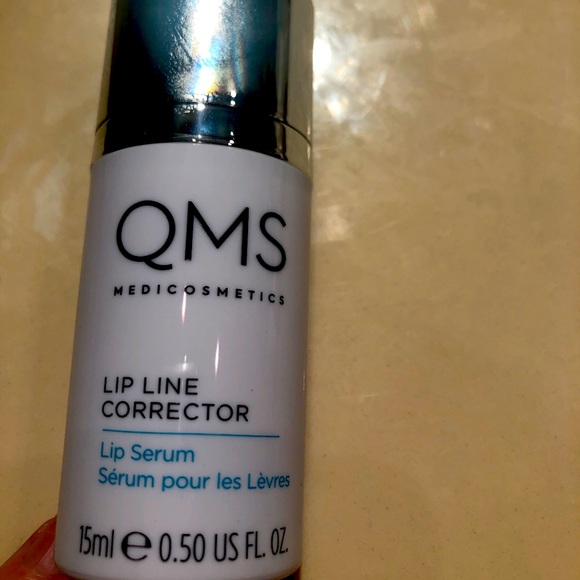 QMS
MEDICOSMETICS
LIP LINE
CORRECTOR
Lip Serum
Sérum pour les Lèvres
15ml e 0.50 US FL. OZ.